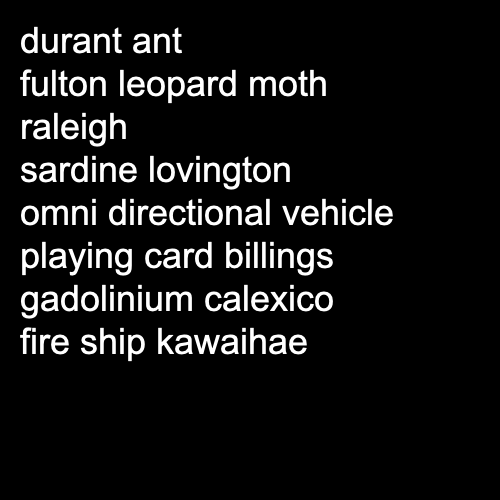 durant ant
fulton leopard moth
raleigh
sardine lovington
omni directional vehicle
playing card billings
gadolinium calexico
fire ship kawaihae